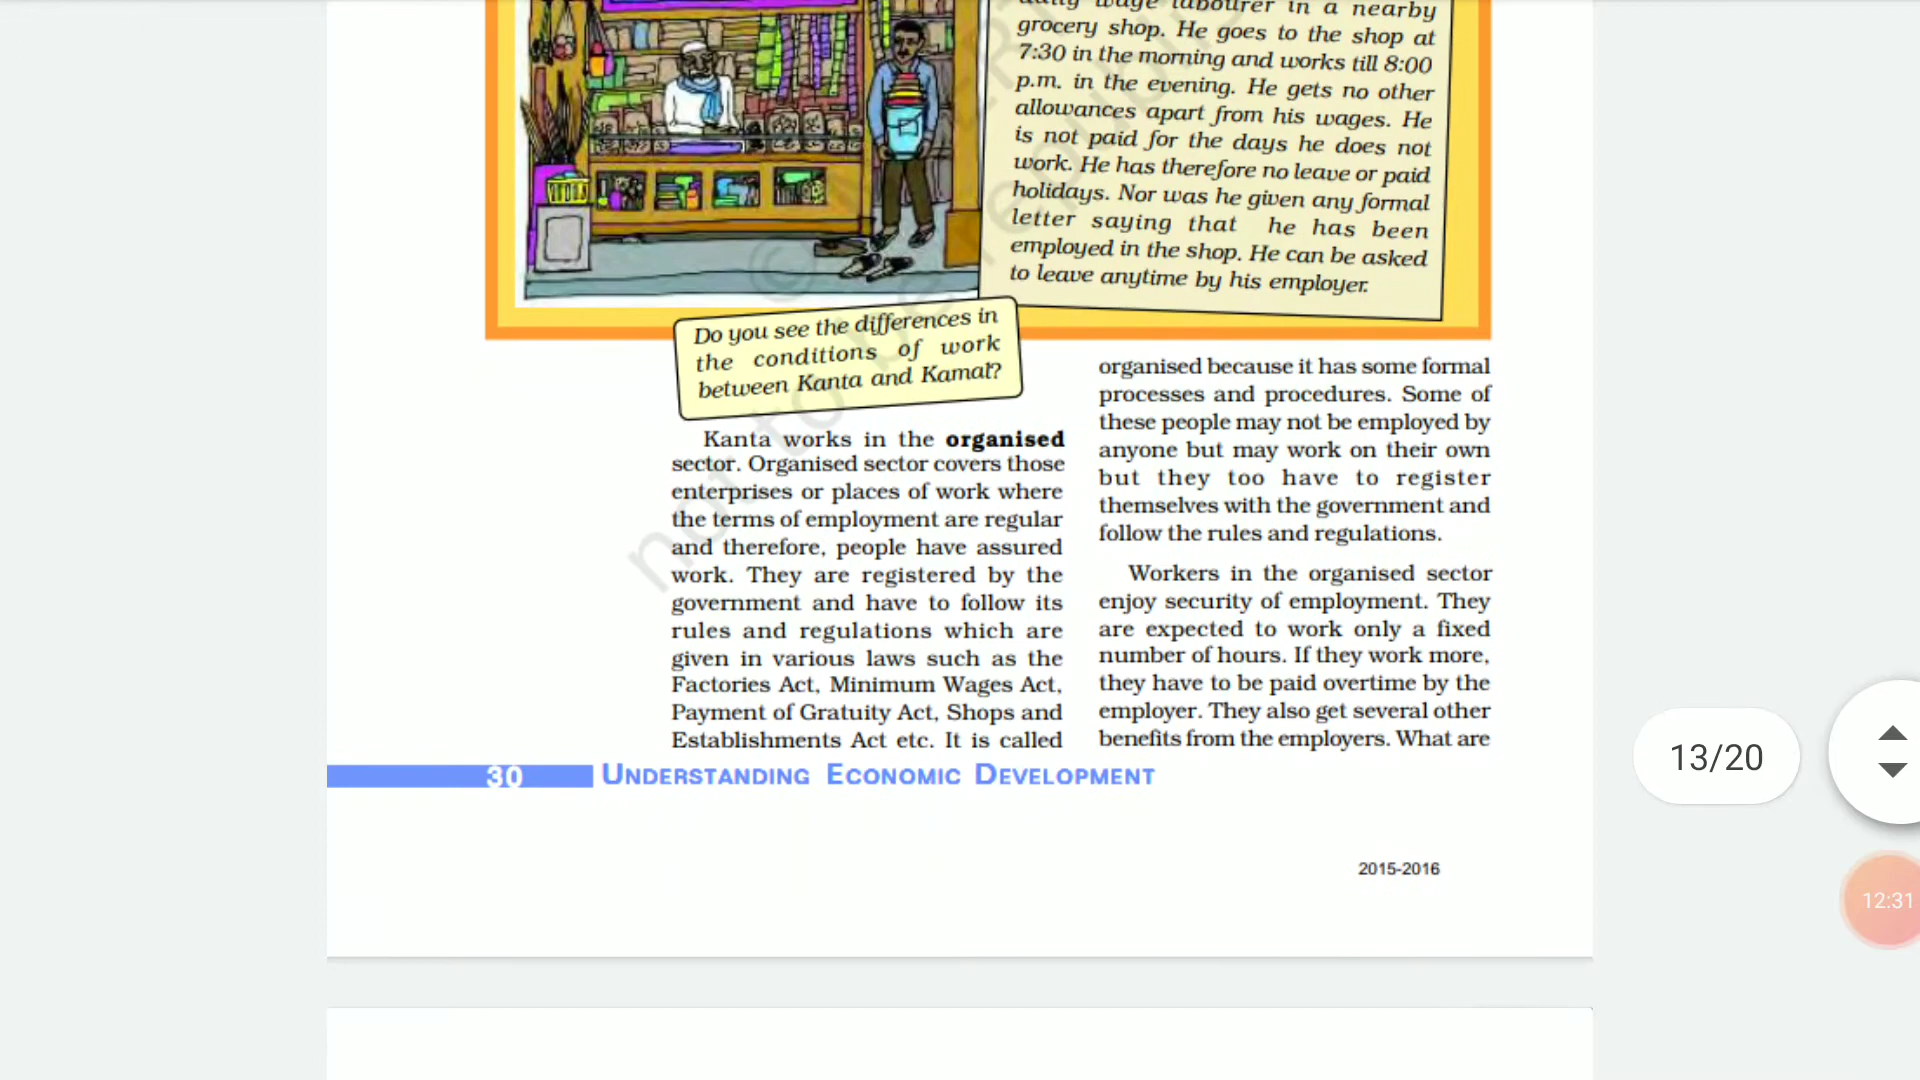 daily wage labourer in a nearby
grocery shop. He goes to the shop at
7:30 in the morning and works till 8:00
p.m. in the evening. He gets no other
allowances apart from his wages. He
is not paid for the days he does not
work. He has therefore no leave or paid
holidays. Nor was he given any formal
letter saying that he has been
employed in the shop. He can be asked
to leave anytime by his employer.
Do you see the differences in
the conditions of work
between Kanta and Kamal?
Kanta works in the organised
sector. Organised sector covers those
enterprises or places of work where
the terms of employment are regular
and therefore, people have assured
work. They are registered by the
government and have to follow its
rules and regulations which are
given in various laws such as the
Factories Act, Minimum Wages Act,
Payment of Gratuity Act, Shops and
Establishments Act etc. It is called
organised because it has some formal
processes and procedures. Some of
these people may not be employed by
anyone but may work on their own
but they too have to register
themselves with the government and
follow the rules and regulations.
Workers in the organised sector
enjoy security of employment. They
are expected to work only a fixed
number of hours. If they work more,
they have to be paid overtime by the
employer. They also get several other
benefits from the employers. What are
30 UNDERSTANDING ECONOMIC DEVELOPMENT
2015-2016
13/20
12:31